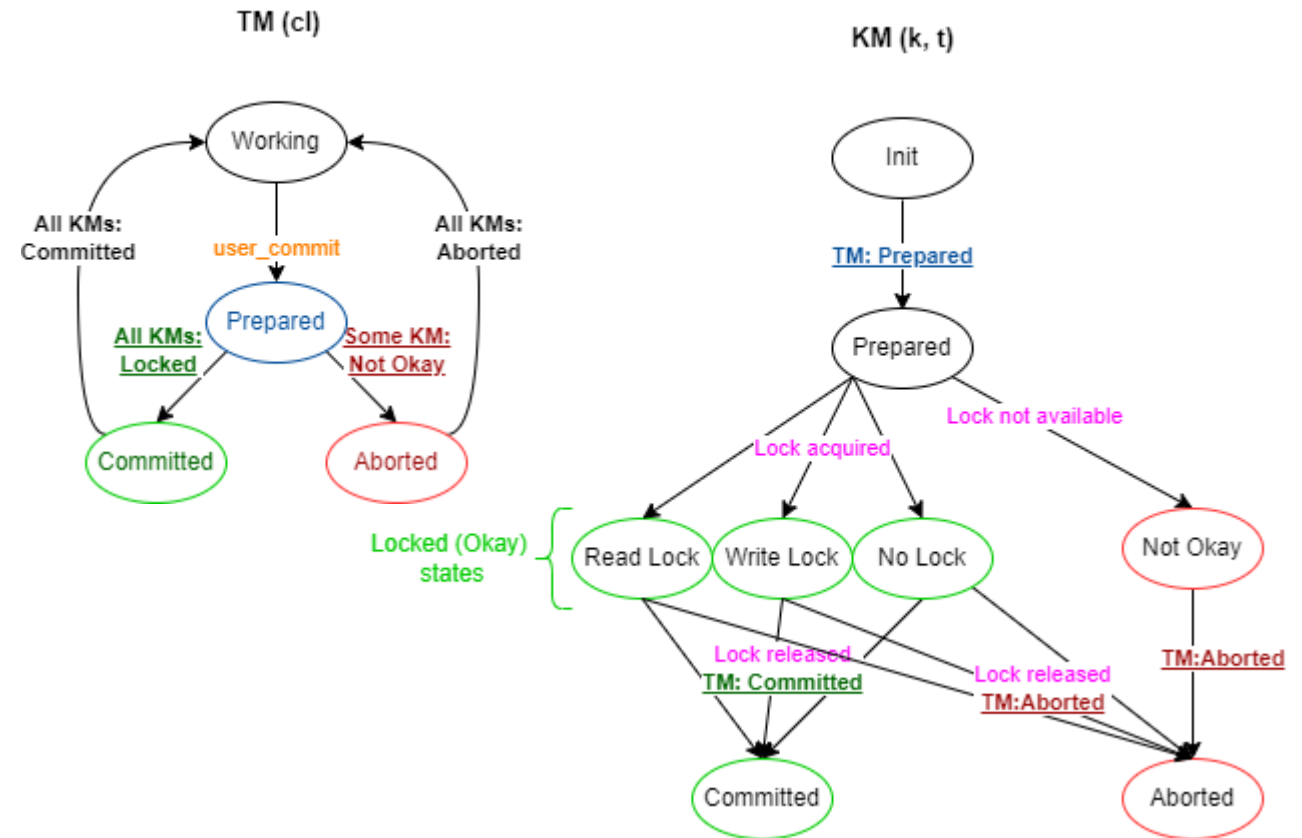 TM (cl)
Working
All KMs:
Committed
All KMs:
Aborted
user_commit
Prepared
All KMs:
Locked
Some KM:
Not Okay
Committed
Aborted
KM (k, t)
Init
TM: Prepared
Prepared
Lock not available
Lock acquired
Locked (Okay)
states
Read Lock
Write Lock
No Lock
Not Okay
Lock released
TM: Committed
Lock released
TM:Aborted
TM:Aborted
Committed
Aborted